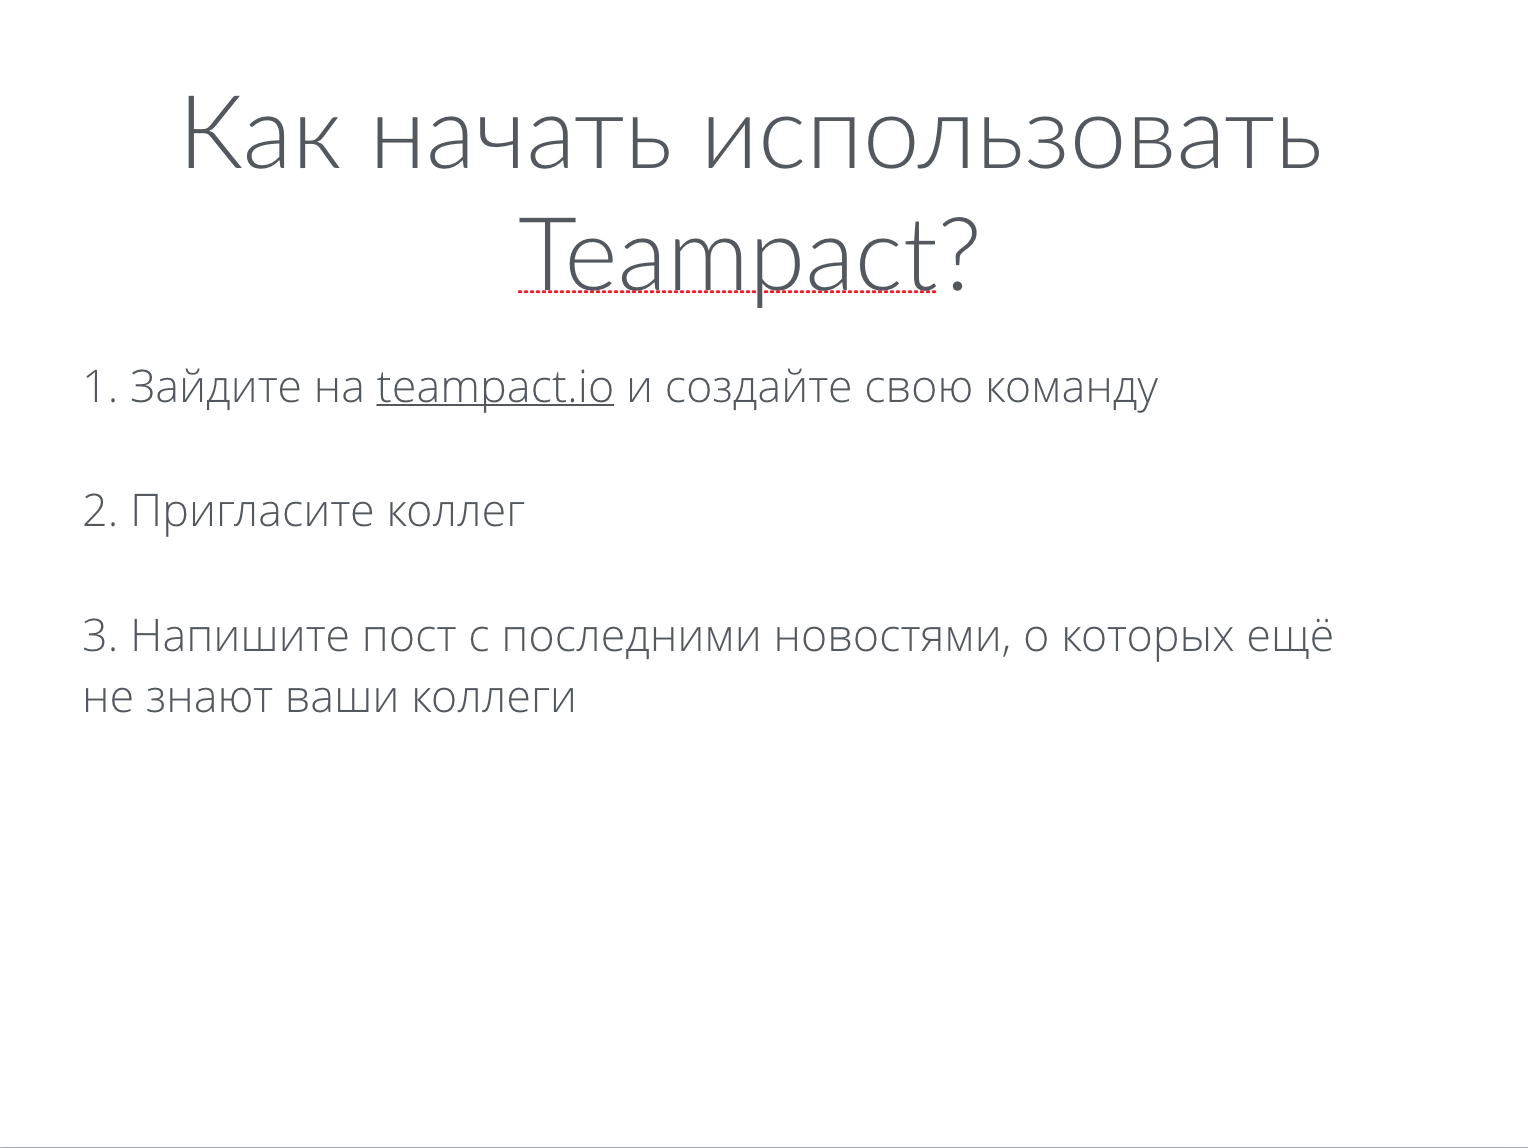 Как начать использовать
Teampact?
1. Зайдите на teampact.io и создайте свою команду
2. Пригласите коллег
3. Напишите пост с последними новостями, о которых ещё
не знают ваши коллеги